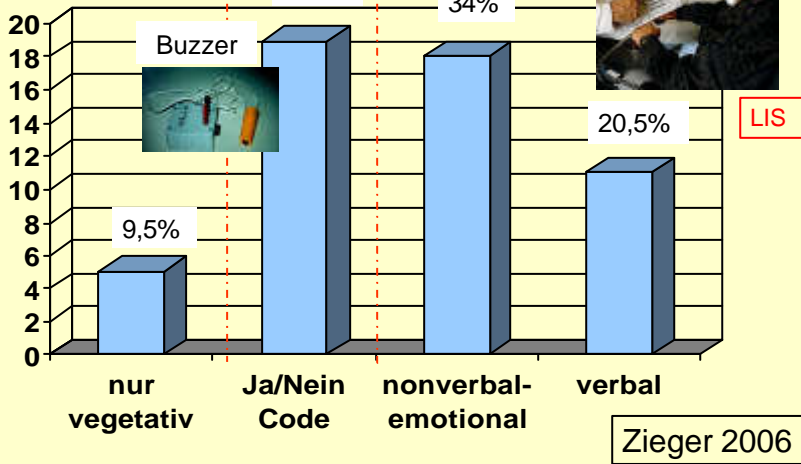 34%
20
18
16
14
12
10
8
6
4
2
0
Buzzer
LIS
20,5%
9,5%
nur
vegetativ
Ja/Nein
Code
nonverbal-
emotional
verbal
Zieger 2006